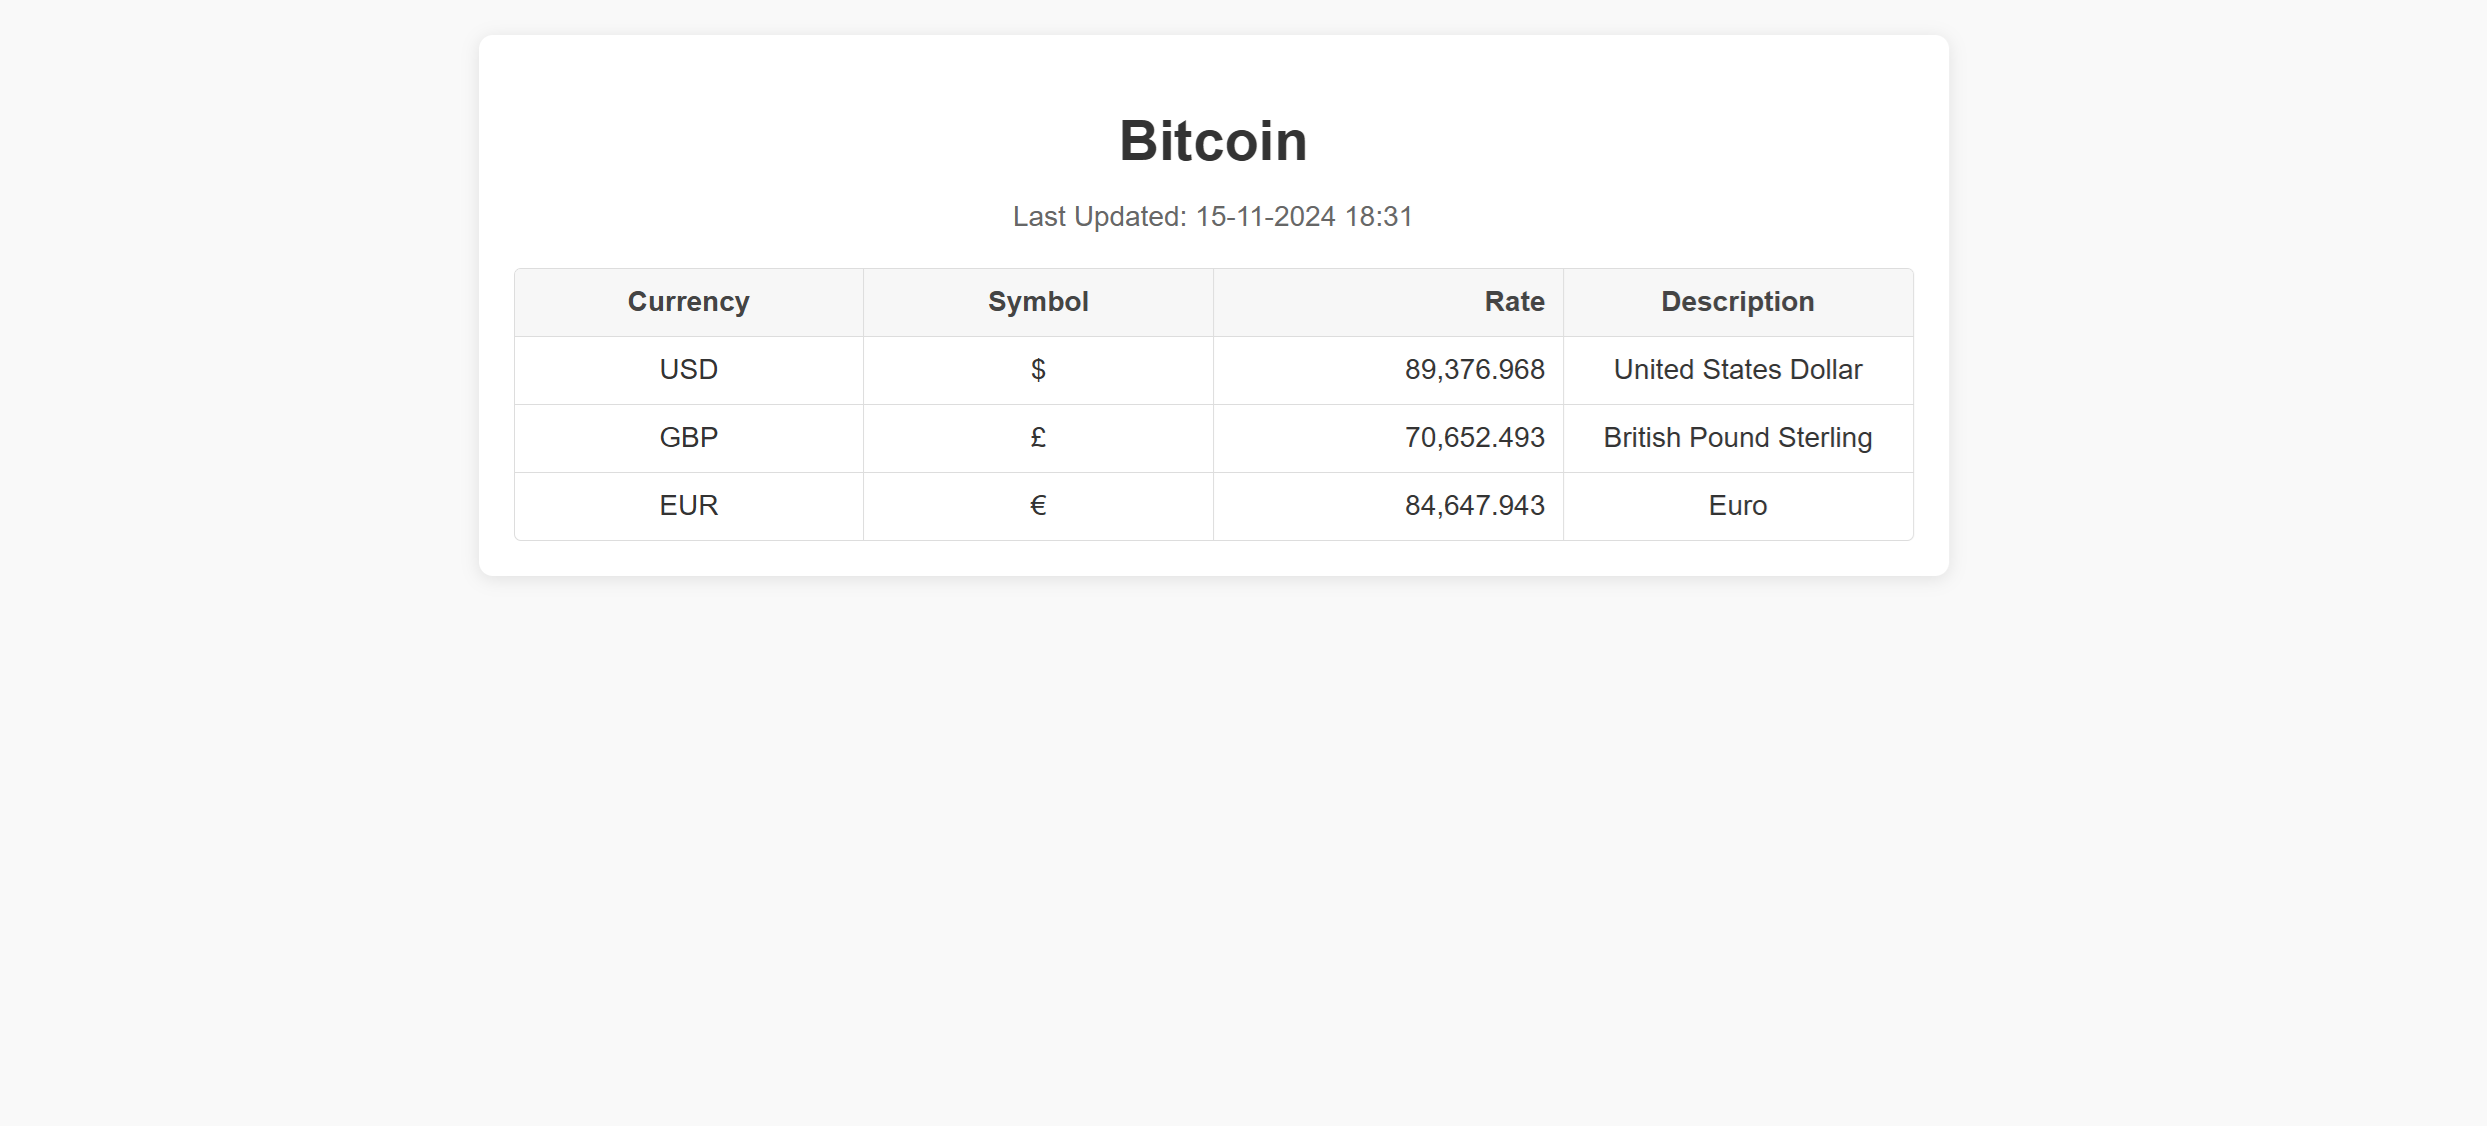 Bitcoin
Last Updated: 15-11-2024 18:31
Currency Symbol Rate Description
USD $ 89,376.968 United States Dollar
GBP £ 70,652.493 British Pound Sterling
EUR € 84,647.943 Euro